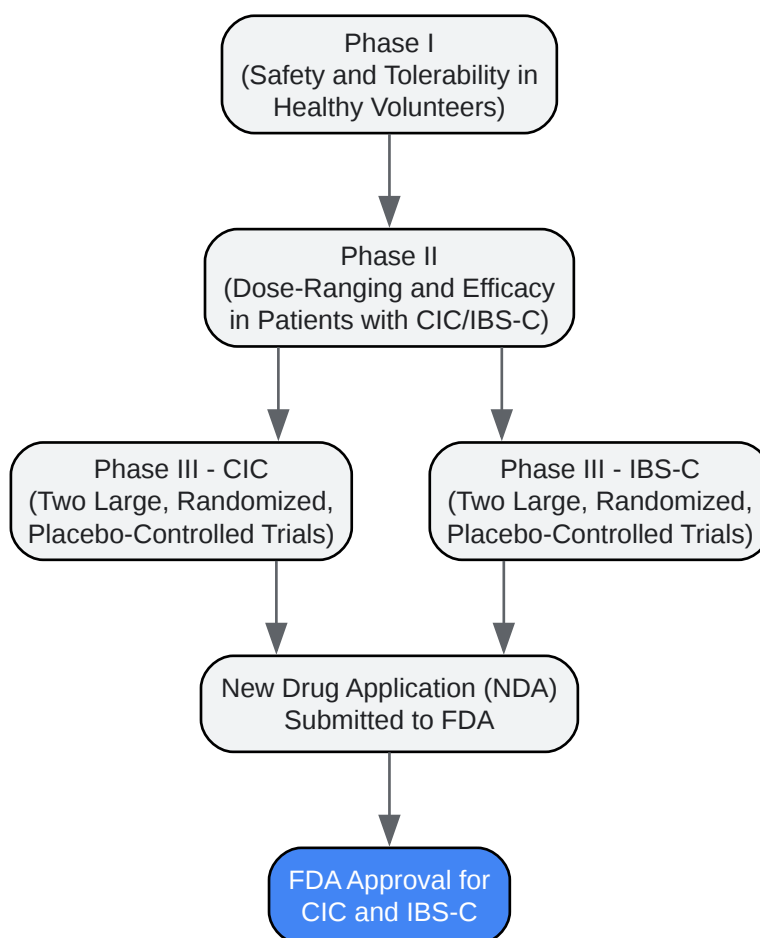 Phase I
(Safety and Tolerability in
Healthy Volunteers)
Phase II
(Dose-Ranging and Efficacy
in Patients with CIC/IBS-C)
Phase III - CIC
(Two Large, Randomized,
Placebo-Controlled Trials)
Phase III - IBS-C
(Two Large, Randomized,
Placebo-Controlled Trials)
New Drug Application (NDA)
Submitted to FDA
FDA Approval for
CIC and IBS-C